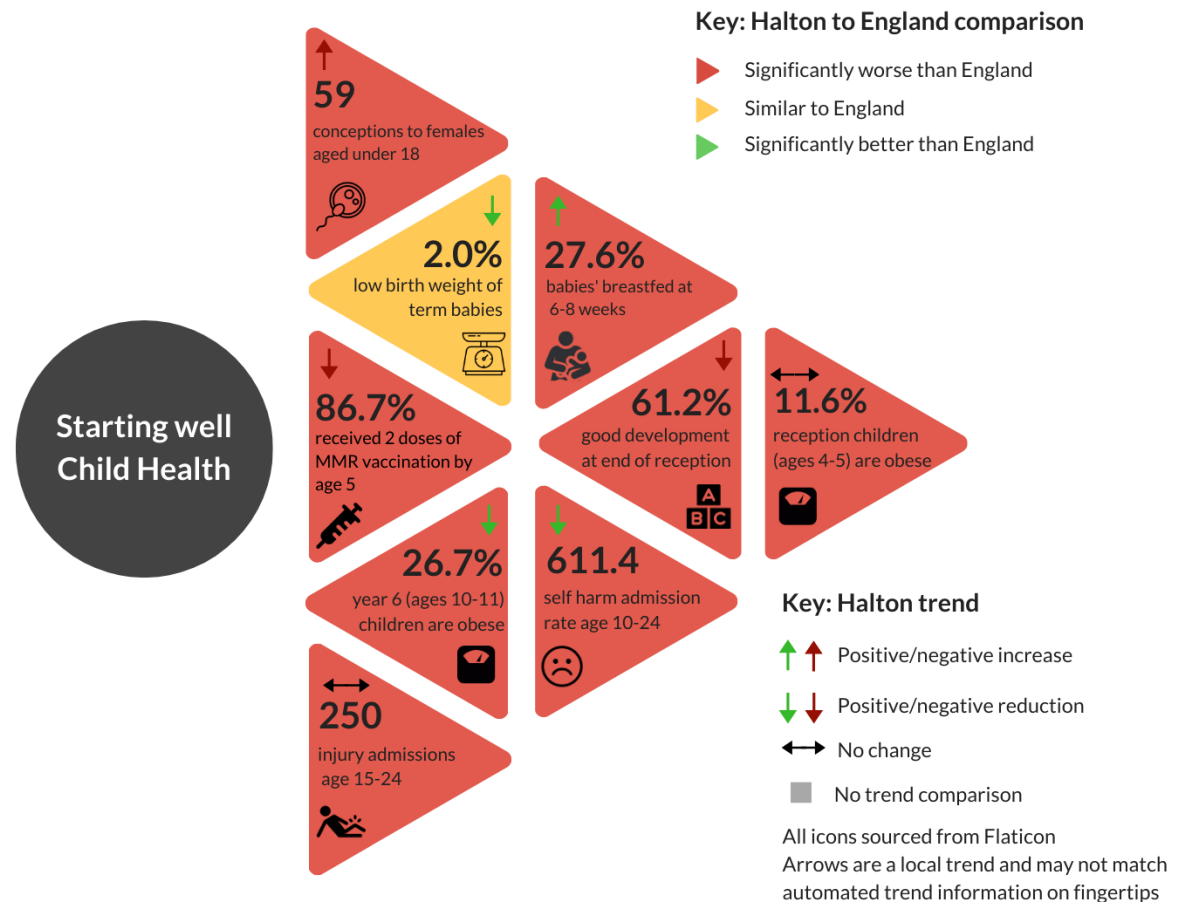 Key: Halton to England comparison
Significantly worse than England
Similar to England
Significantly better than England
59
conceptions to females
aged under 18
2.0%
low birth weight of
term babies
27.6%
babies' breastfed at
6-8 weeks
Starting well
Child Health
86.7%
received 2 doses of
MMR vaccination by
age 5
61.2%
good development
at end of reception
A
B C
11.6%
reception children
(ages 4-5) are obese
26.7%
year 6 (ages 10-11)
children are obese
611.4
self harm admission
rate age 10-24
250
injury admissions
age 15-24
Key: Halton trend
Positive/negative increase
Positive/negative reduction
No change
No trend comparison
All icons sourced from Flaticon
Arrows are a local trend and may not match
automated trend information on fingertips